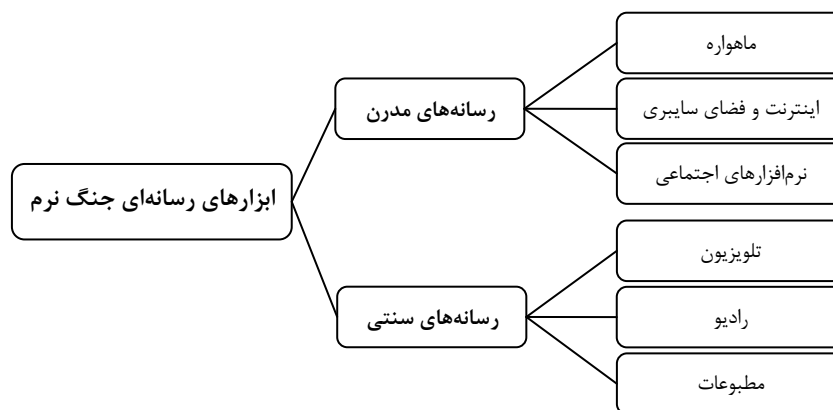 ابزارهای رسانه‌ای جنگ نرم
رسانه‌های مدرن
ماهواره
اینترنت و فضای سایبری
نرم‌افزارهای اجتماعی
رسانه‌های سنتی
تلویزیون
رادیو
مطبوعات